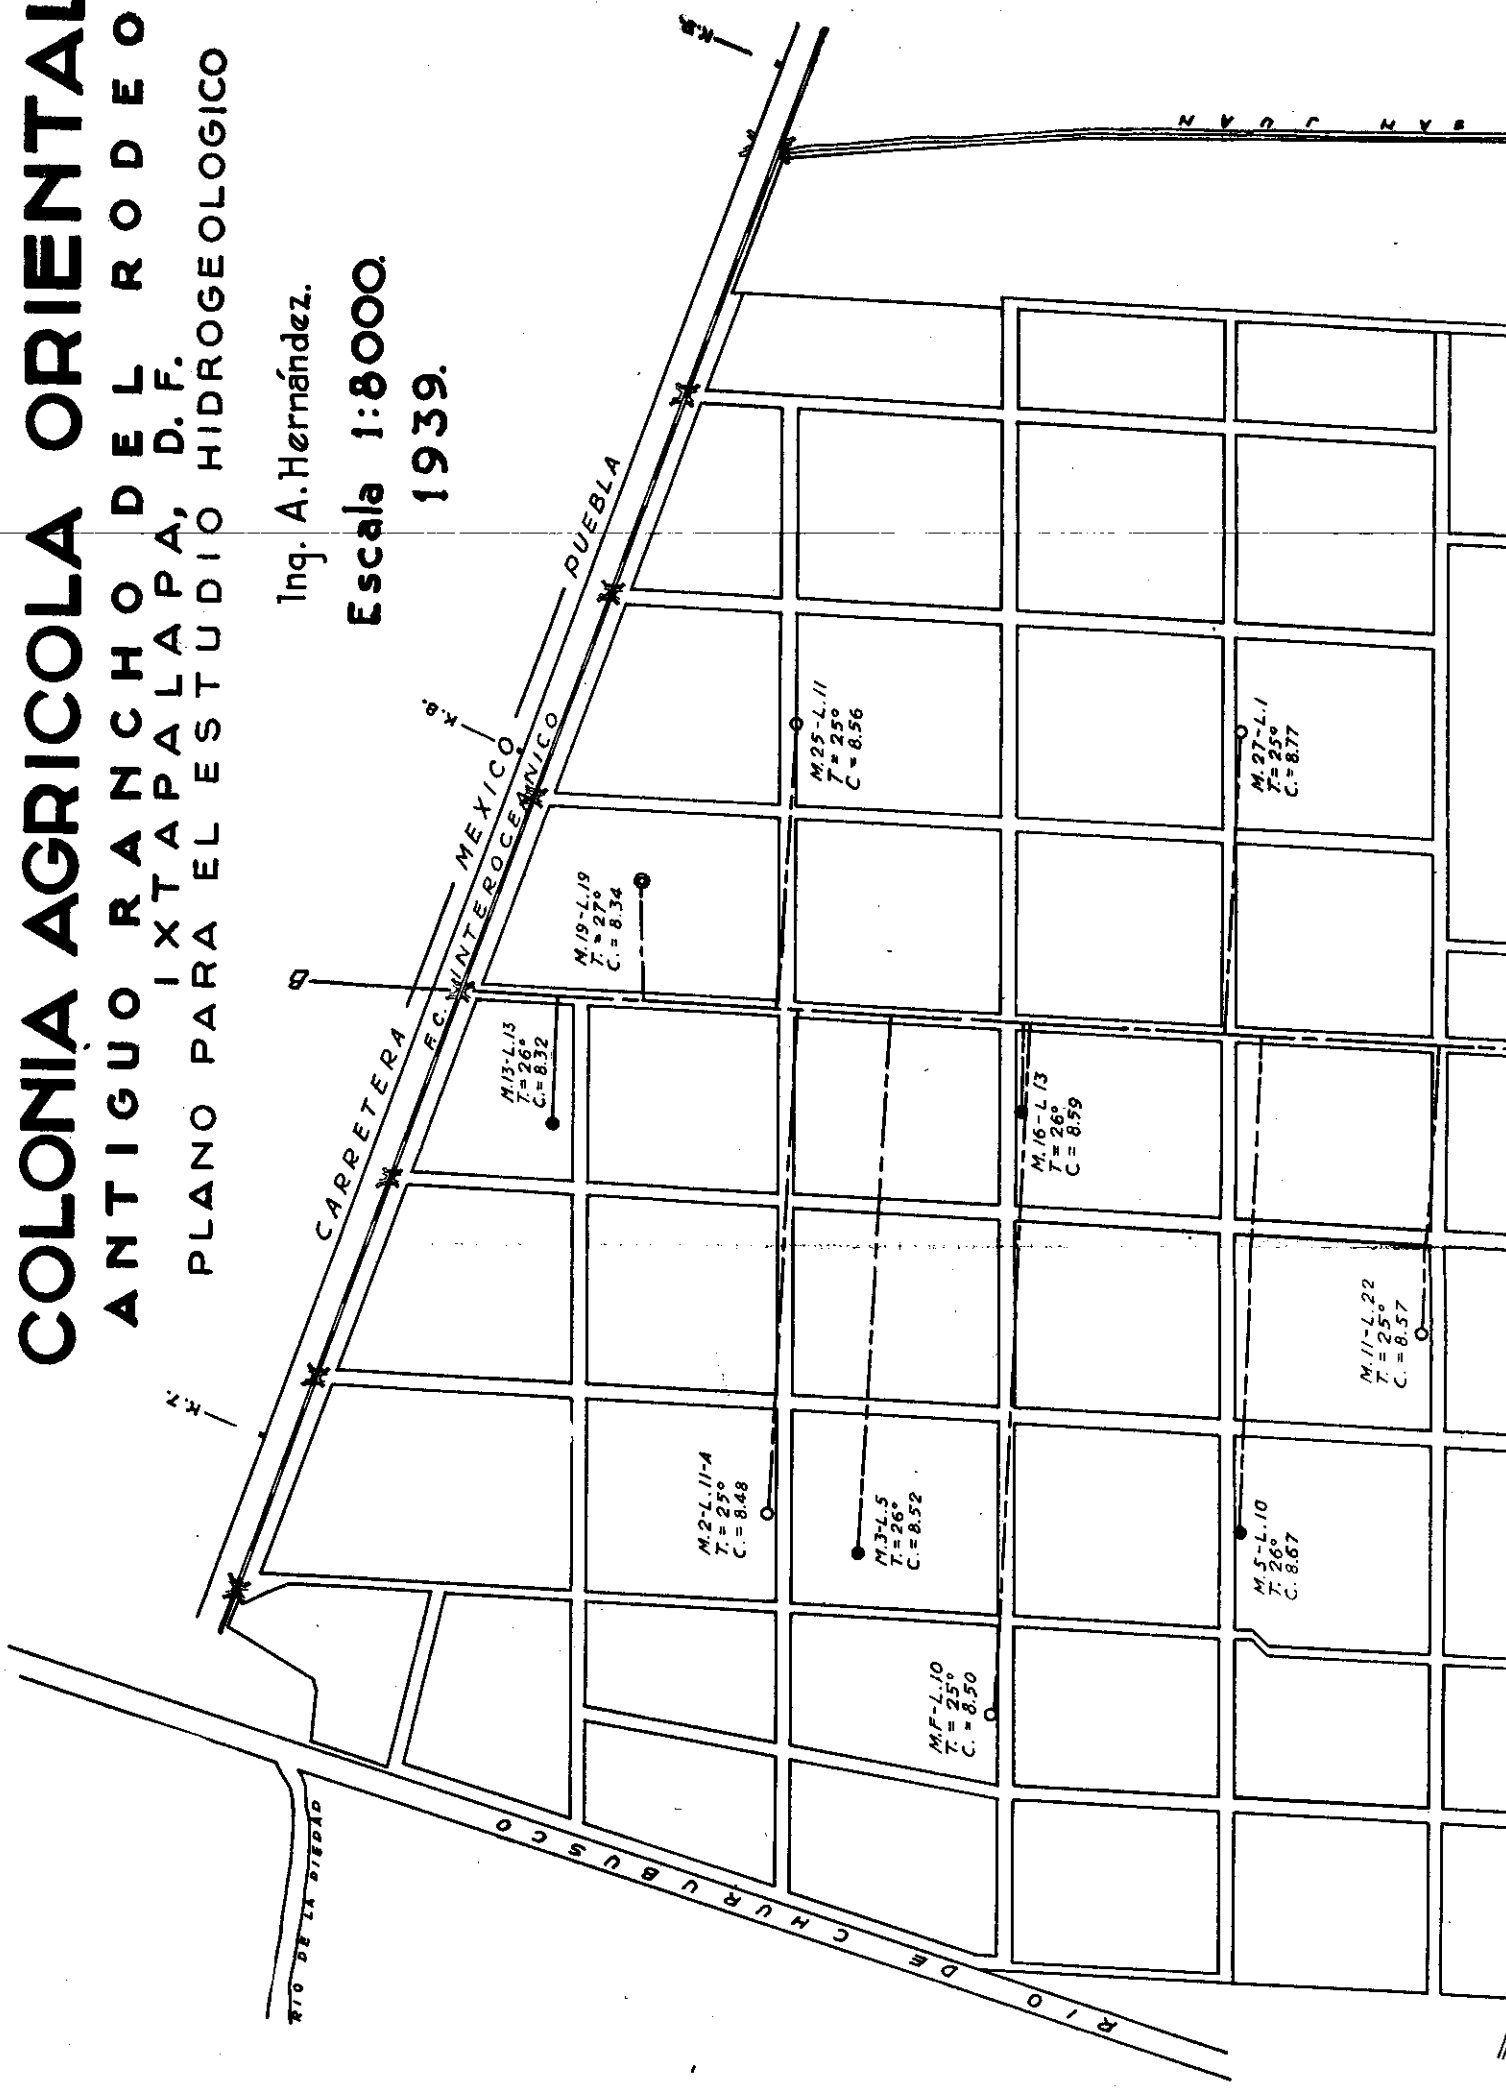 COLONIA AGRICOLA ORIENTAL
ANTIGUO RANCHO DEL RODEO
IXTAPALAPA, D. F.
PLANO PARA EL ESTUDIO HIDROGEOLOGICO
Ing. A. Hernández.
Escala 1:8000.
1939.
K.7.
K.8.
CARRETERA MEXICO PUEBLA
F.C. INTEROCEANICO
B
M.13-L.13
T.= 26°
C.= 8.32
M.19-L.19
T.= 27°
C.= 8.34
M.2-L.11-A
T.= 25°
C.= 8.48
M.25-L.11
T = 25°
C = 8.56
M.3-L.5
T.= 26°
C.= 8.52
M.F-L.10
T.= 25°
C. = 8.50
M.16-L 13
T = 26°
C = 8.59
M.5-L.10
T. 26°
C. 8.67
M.27-L.1
T.= 25°
C.= 8.77
M.11-L.22
T.= 25°
C. = 8.57
RIO DE LA PIEDAD
RIO DE CHURUBUSCO
SAN JUAN